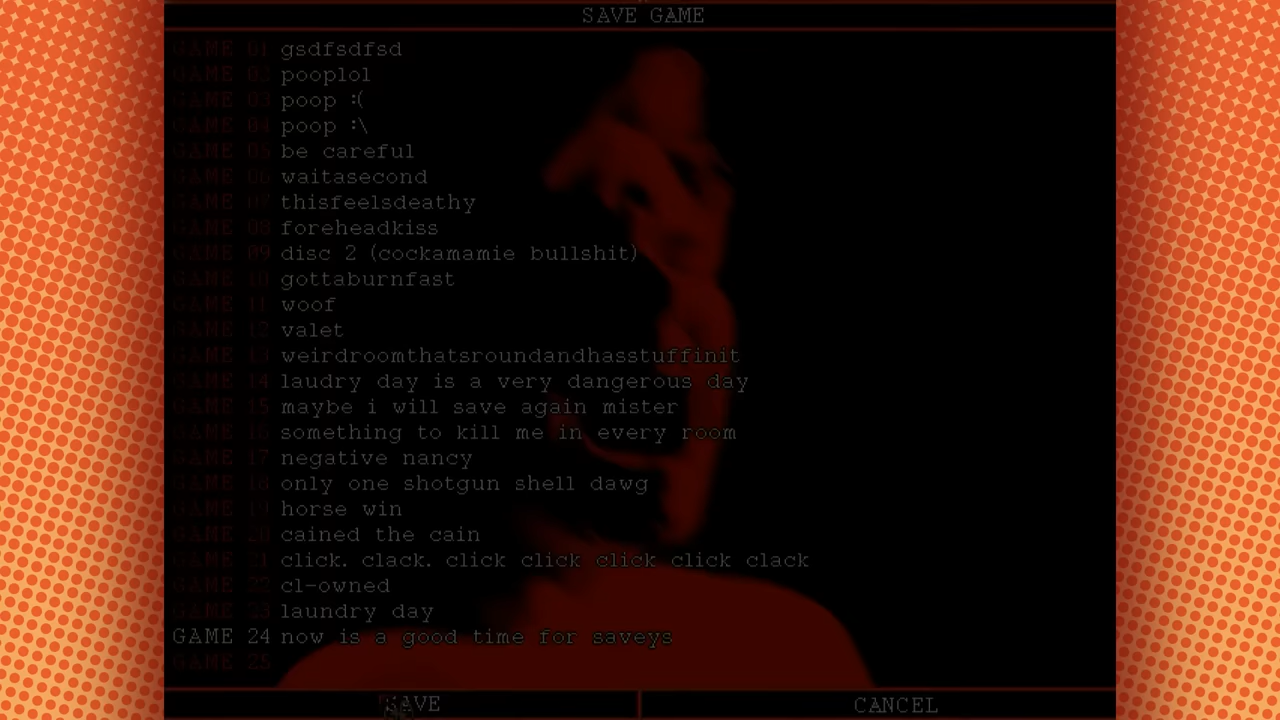 SAVE GAME
GAME 01 gsdfsdfsd
GAME 02 pooplol
GAME 03 poop :(
GAME 04 poop :\
GAME 05 be careful
GAME 06 waitasecond
GAME 07 thisfeelsdeathy
GAME 08 foreheadkiss
GAME 09 disc 2 (cockamamie bullshit)
GAME 10 gottaburnfast
GAME 11 woof
GAME 12 valet
GAME 13 weirdroomthatsroundandhasstuffinit
GAME 14 laudry day is a very dangerous day
GAME 15 maybe i will save again mister
GAME 16 something to kill me in every room
GAME 17 negative nancy
GAME 18 only one shotgun shell dawg
GAME 19 horse win
GAME 20 cained the cain
GAME 21 click. clack. click click click click clack
GAME 22 cl-owned
GAME 23 laundry day
GAME 24 now is a good time for saveys
GAME 25
SAVE CANCEL